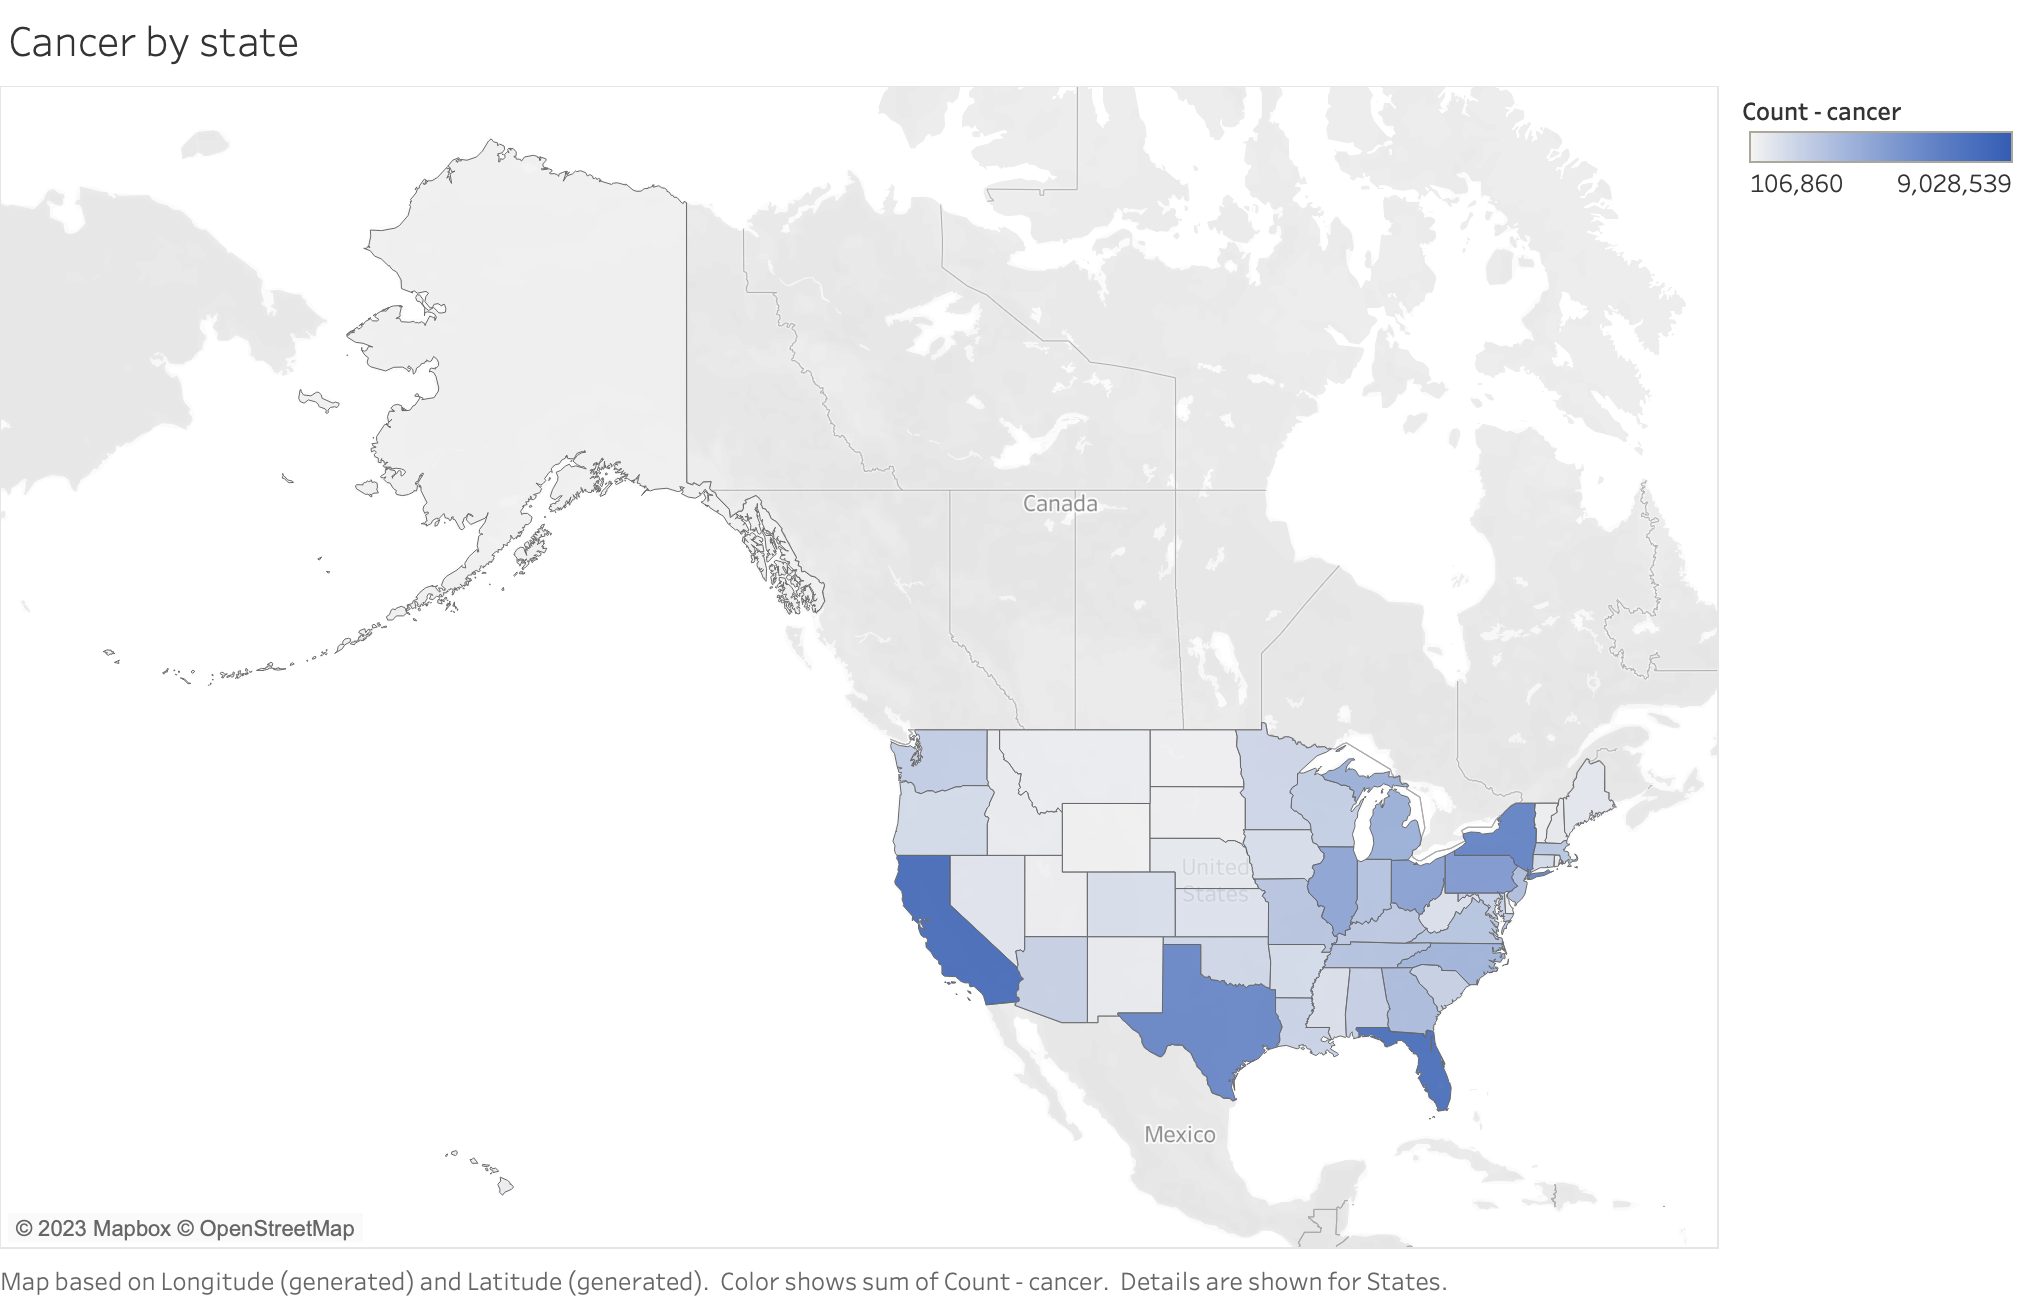 Cancer by state
Count - cancer
106,860
9,028,539
Canada
United
States
Mexico
© 2023 Mapbox © OpenStreetMap
Map based on Longitude (generated) and Latitude (generated).  Color shows sum of Count - cancer.  Details are shown for States.